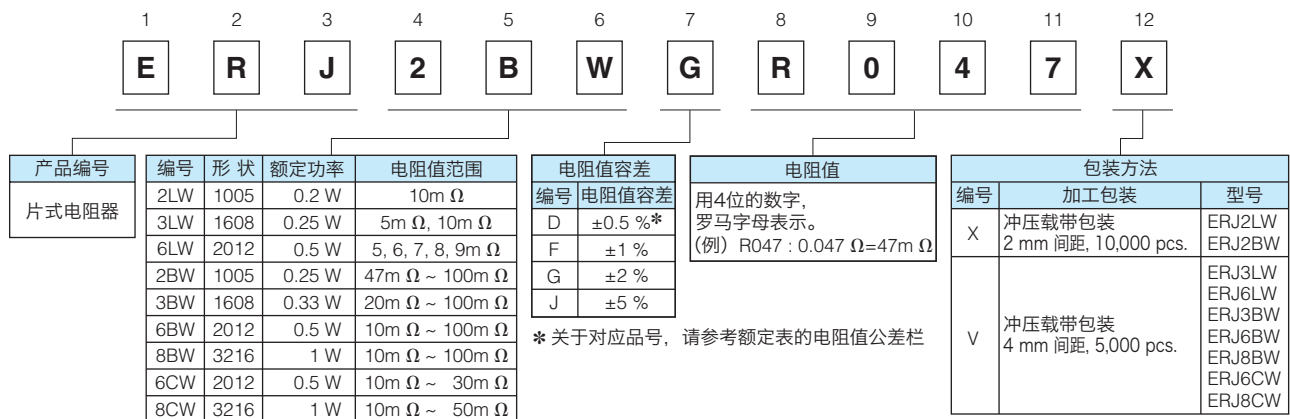 1 2 3 4 5 6 7 8 9 10 11 12
E R J 2 B W G R 0 4 7 X
产品编号
片式电阻器
编号 形 状 额定功率 电阻值范围
2LW 1005 0.2 W 10m Ω
3LW 1608 0.25 W 5m Ω, 10m Ω
6LW 2012 0.5 W 5, 6, 7, 8, 9m Ω
2BW 1005 0.25 W 47m Ω ~ 100m Ω
3BW 1608 0.33 W 20m Ω ~ 100m Ω
6BW 2012 0.5 W 10m Ω ~ 100m Ω
8BW 3216 1 W 10m Ω ~ 100m Ω
6CW 2012 0.5 W 10m Ω ~ 30m Ω
8CW 3216 1 W 10m Ω ~ 50m Ω
电阻值容差
编号 电阻值容差
D ±0.5 %*
F ±1 %
G ±2 %
J ±5 %
* 关于对应品号，请参考额定表的电阻值公差栏
电阻值
用4位的数字，
罗马字母表示。
(例) R047 : 0.047 Ω=47m Ω
包装方法
编号 加工包装 型号
X 冲压载带包装
2 mm 间距, 10,000 pcs.
ERJ2LW
ERJ2BW
V 冲压载带包装
4 mm 间距, 5,000 pcs.
ERJ3LW
ERJ6LW
ERJ3BW
ERJ6BW
ERJ8BW
ERJ6CW
ERJ8CW